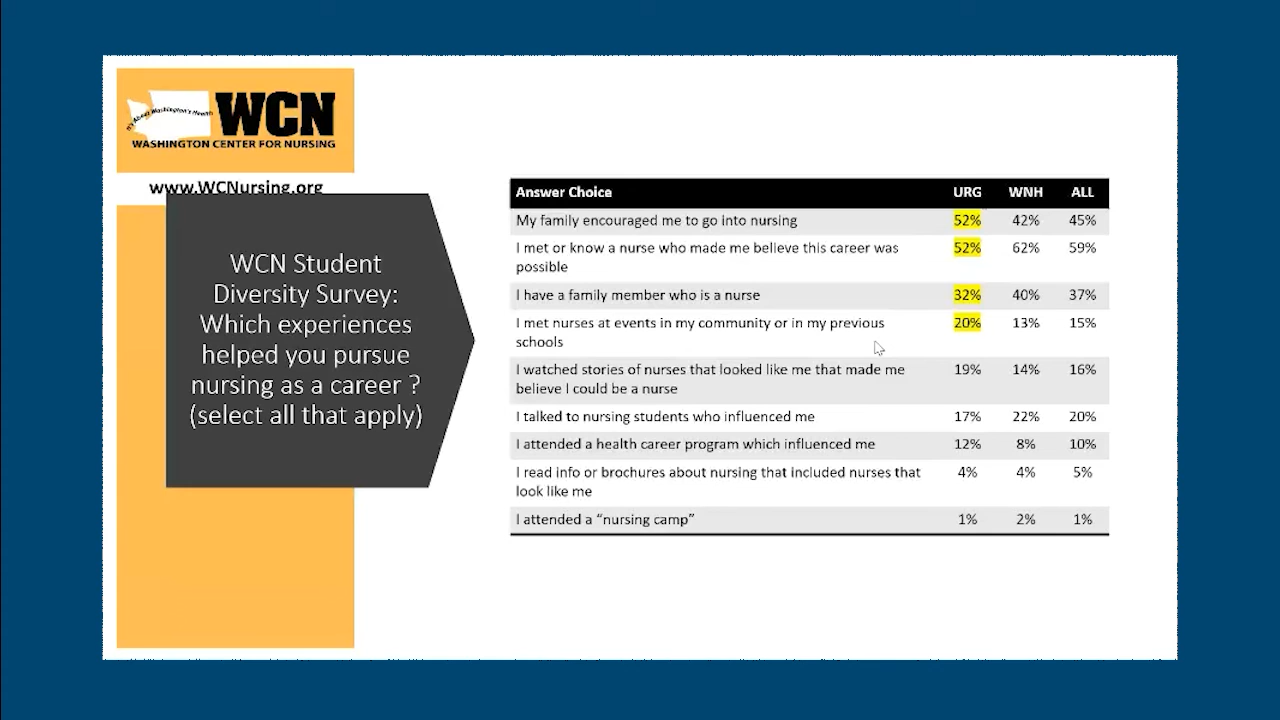 It's About Washington's Health
WCN
WASHINGTON CENTER FOR NURSING
www.WCNursing.org
WCN Student
Diversity Survey:
Which experiences
helped you pursue
nursing as a career ?
(select all that apply)
Answer Choice URG WNH ALL
My family encouraged me to go into nursing 52% 42% 45%
I met or know a nurse who made me believe this career was 52% 62% 59%
possible
I have a family member who is a nurse 32% 40% 37%
I met nurses at events in my community or in my previous 20% 13% 15%
schools
I watched stories of nurses that looked like me that made me 19% 14% 16%
believe I could be a nurse
I talked to nursing students who influenced me 17% 22% 20%
I attended a health career program which influenced me 12% 8% 10%
I read info or brochures about nursing that included nurses that 4% 4% 5%
look like me
I attended a “nursing camp” 1% 2% 1%